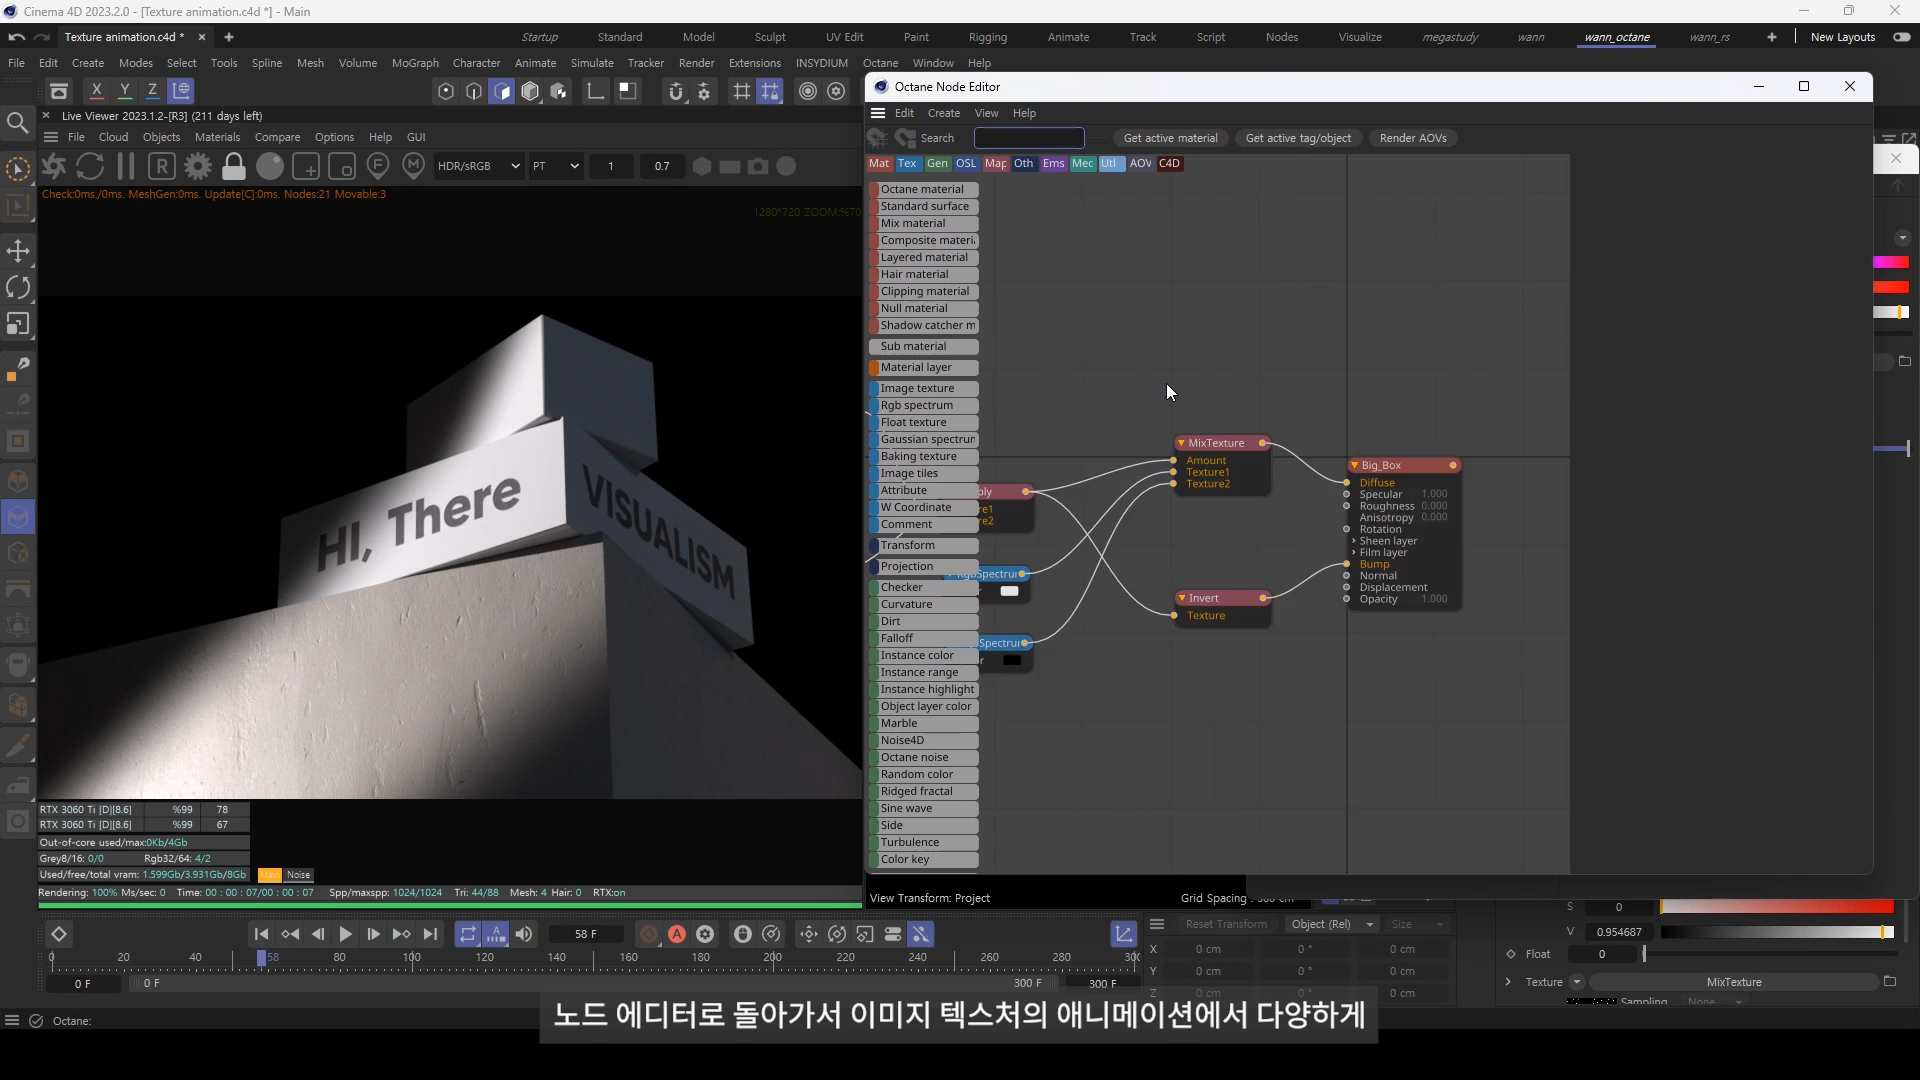 Cinema 4D 2023.2.0 - [Texture animation.c4d *] - Main
Texture animation.c4d *
Startup Standard Model Sculpt UV Edit Paint Rigging Animate Track Script Nodes Visualize megastudy wann wann_octane wann_rs New Layouts
File Edit Create Modes Select Tools Spline Mesh Volume MoGraph Character Animate Simulate Tracker Render Extensions INSYDIUM Octane Window Help
X Y Z
Octane Node Editor
Live Viewer 2023.1.2-[R3] (211 days left)
Edit Create View Help
File Cloud Objects Materials Compare Options Help GUI
Search Get active material Get active tag/object Render AOVs
HDR/sRGB PT 1 0.7
Mat Tex Gen OSL Map Oth Ems Mec Utl AOV C4D
Check:0ms./0ms. MeshGen:0ms. Update[C]:0ms. Nodes:21 Movable:3
1280*720 ZOOM:%70
Octane material
Standard surface
Mix material
Composite materi
Layered material
Hair material
Clipping material
Null material
Shadow catcher m
Sub material
Material layer
Image texture
Rgb spectrum
Float texture
Gaussian spectrun
Baking texture
Image tiles
Attribute
W Coordinate
Comment
Transform
Projection
Checker
Curvature
Dirt
Falloff
Instance color
Instance range
Instance highlight
Object layer color
Marble
Noise4D
Octane noise
Random color
Ridged fractal
Sine wave
Side
Turbulence
Color key
MixTexture
Amount
Texture1
Texture2
Invert
Texture
Big_Box
Diffuse
Specular 1.000
Roughness 0.000
Anisotropy 0.000
Rotation
Sheen layer
Film layer
Bump
Normal
Displacement
Opacity 1.000
HI, There
VISUALISM
RTX 3060 Ti [D][8.6] %99 78
RTX 3060 Ti [D][8.6] %99 67
Out-of-core used/max:0Kb/4Gb
Grey8/16: 0/0 Rgb32/64: 4/2
Used/free/total vram: 1.599Gb/3.931Gb/8Gb Main Noise
Rendering: 100% Ms/sec: 0 Time: 00 : 00 : 07/00 : 00 : 07 Spp/maxspp: 1024/1024 Tri: 44/88 Mesh: 4 Hair: 0 RTX:on
View Transform: Project Grid Spacing
58 F
Reset Transform Object (Rel) Size
0 20 40 58 80 100 120 140 160 180 200 220 240 260 280 30
0 F 0 F 300 F 300 F
X 0 cm 0 ° 0 cm
Y 0 cm 0 ° 0 cm
Z 0 cm 0 ° 0 cm
S 0
V 0.954687
Float 0
Texture MixTexture
Sampling None
노드 에디터로 돌아가서 이미지 텍스처의 애니메이션에서 다양하게
Octane: